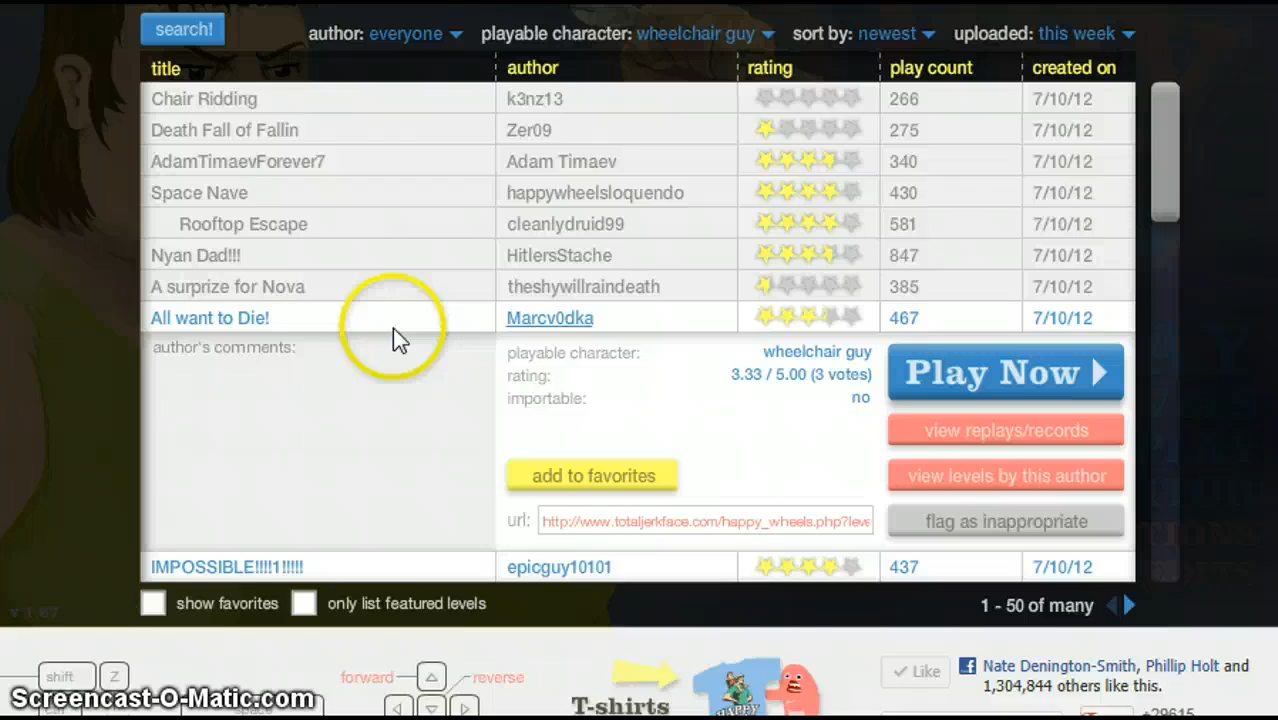 search! author: everyone playable character: wheelchair guy sort by: newest uploaded: this week
title author rating play count created on
Chair Ridding k3nz13 266 7/10/12
Death Fall of Fallin Zer09 275 7/10/12
AdamTimaevForever7 Adam Timaev 340 7/10/12
Space Nave happywheelsloquendo 430 7/10/12
Rooftop Escape cleanlydruid99 581 7/10/12
Nyan Dad!!! HitlersStache 847 7/10/12
A surprize for Nova theshywillraindeath 385 7/10/12
All want to Die! Marcv0dka 467 7/10/12
author's comments: playable character: wheelchair guy
rating: 3.33 / 5.00 (3 votes)
importable: no
Play Now
view replays/records
add to favorites view levels by this author
url: http://www.totaljerkface.com/happy_wheels.php?leve flag as inappropriate
IMPOSSIBLE!!!!1!!!!! epicguy10101 437 7/10/12
show favorites only list featured levels 1 - 50 of many
v 1.67
shift Z forward reverse Like Nate Denington-Smith, Phillip Holt and
1,304,844 others like this.
Screencast-O-Matic.com T-shirts HAPPY
+29615